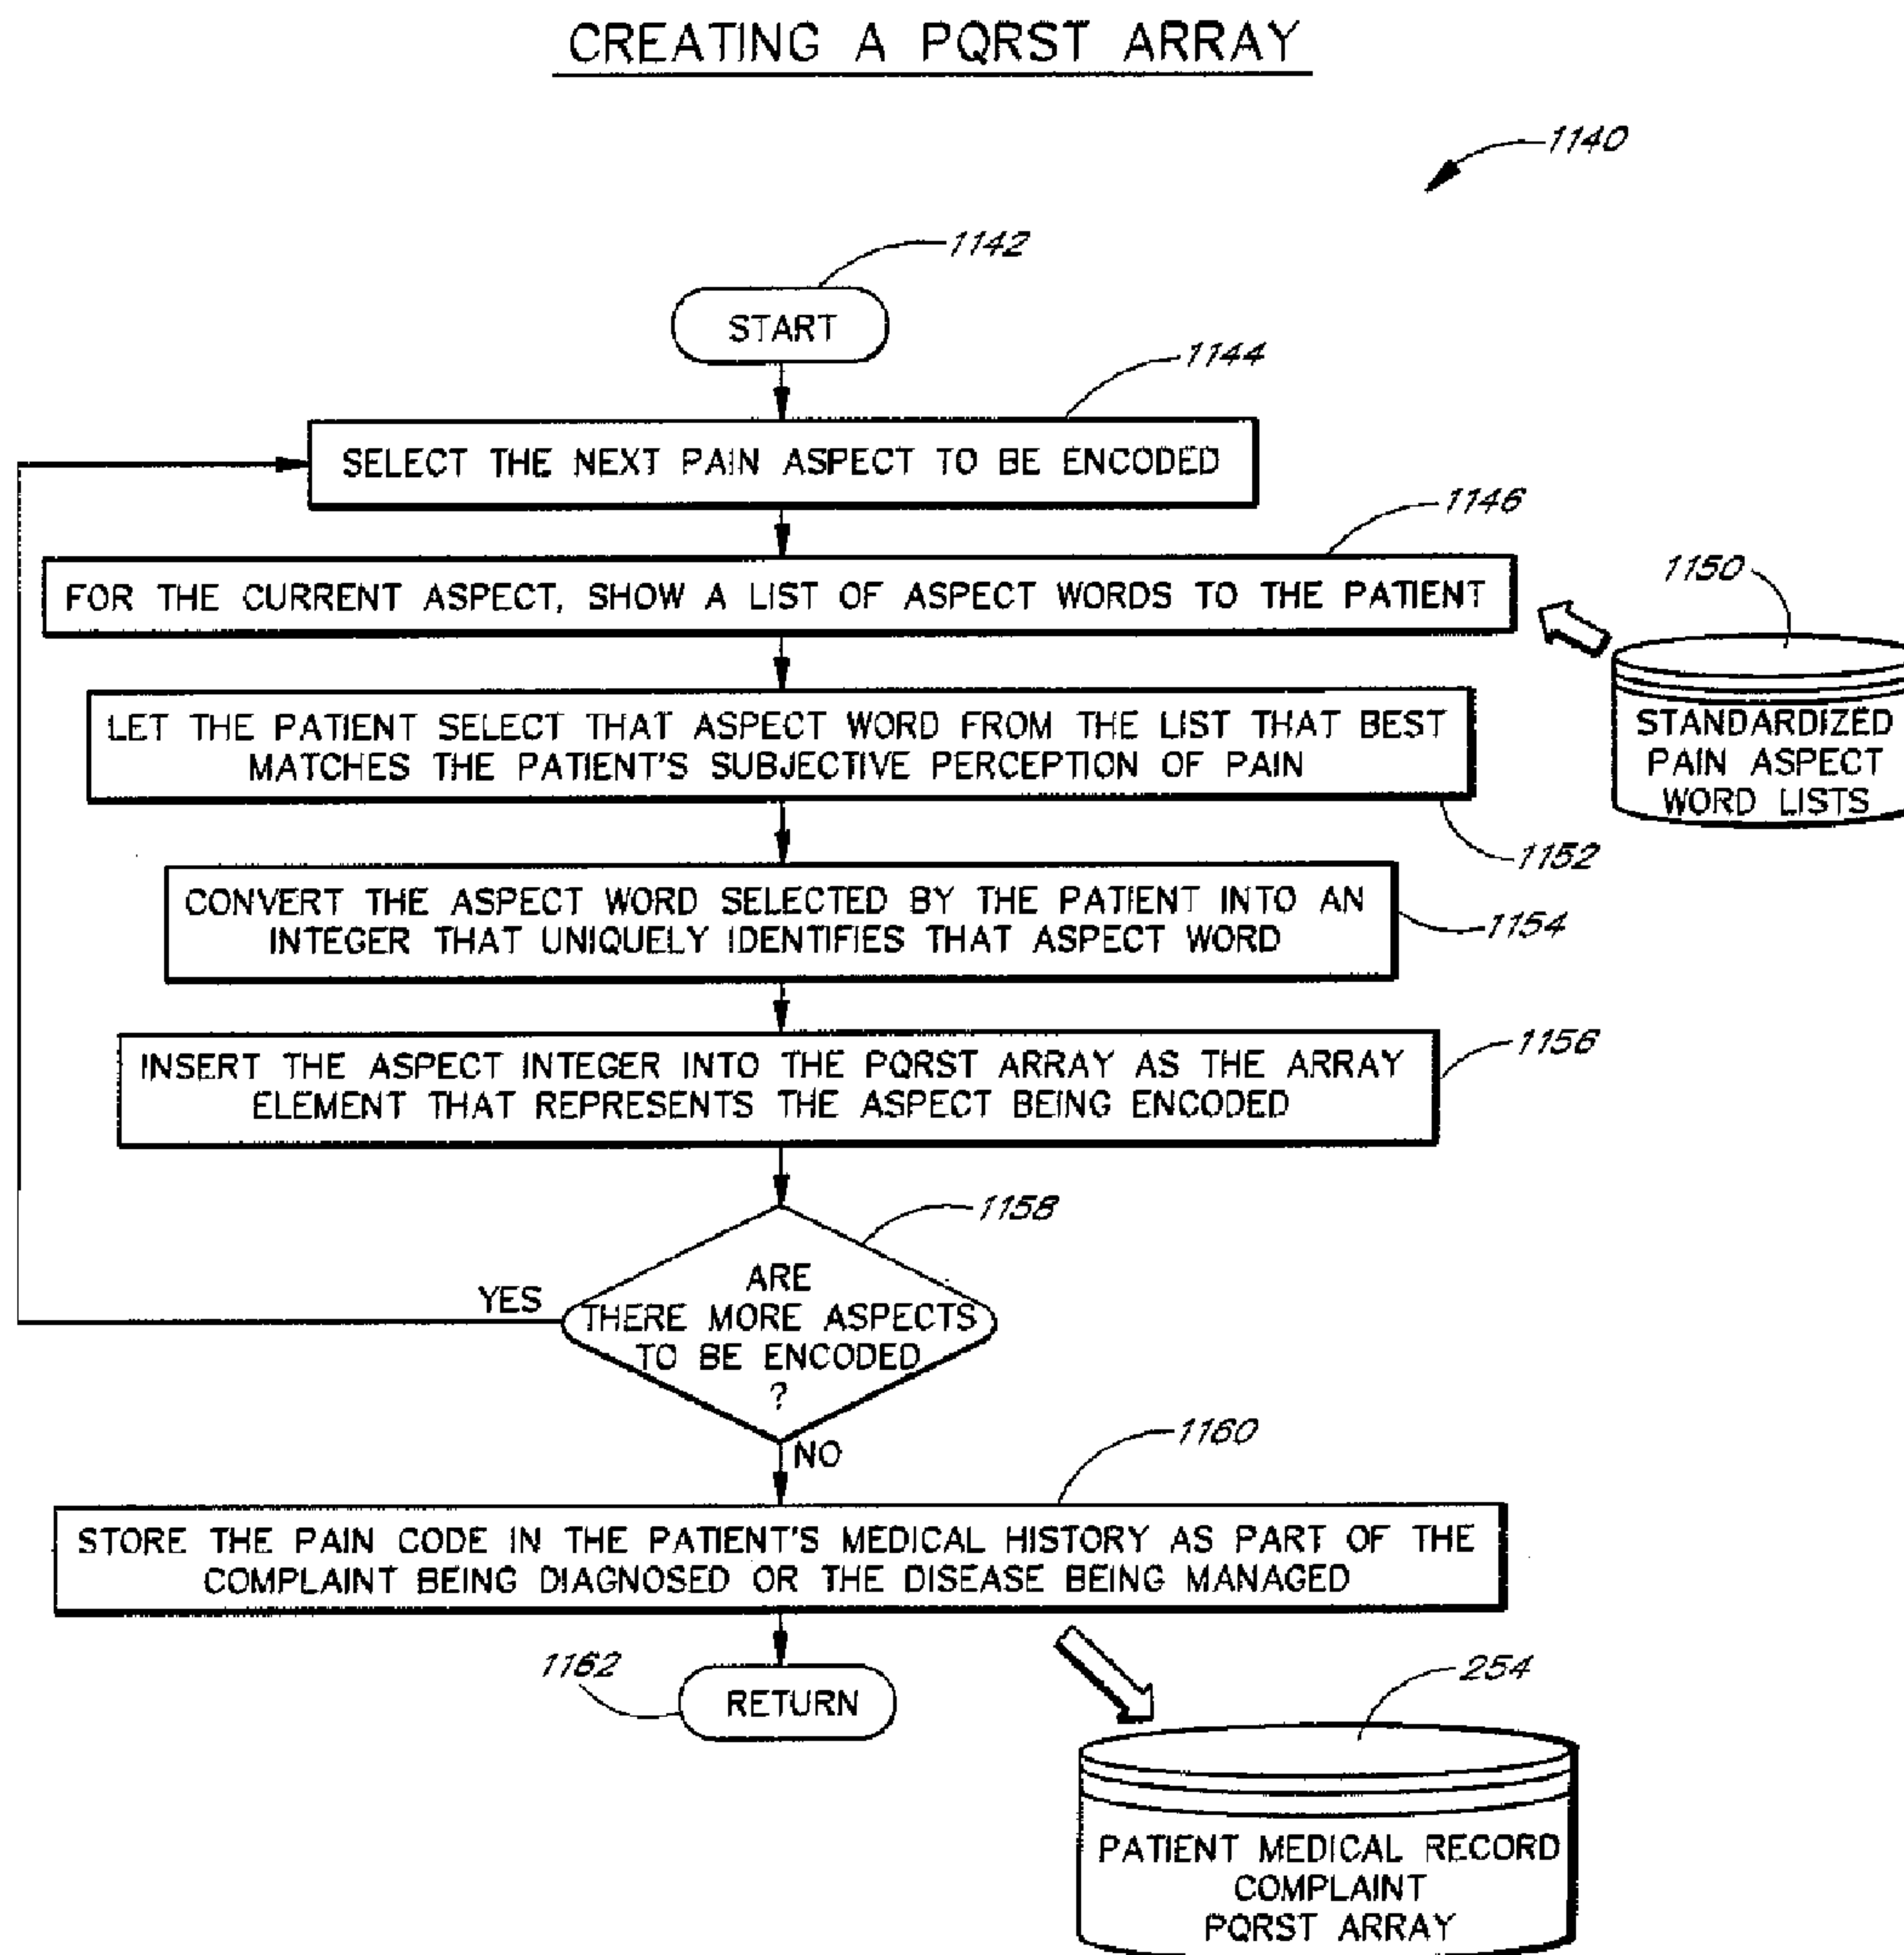 CREATING A PQRST ARRAY
1140
1142
START
1144
SELECT THE NEXT PAIN ASPECT TO BE ENCODED
1146
FOR THE CURRENT ASPECT, SHOW A LIST OF ASPECT WORDS TO THE PATIENT
1150
STANDARDIZED
PAIN ASPECT
WORD LISTS
LET THE PATIENT SELECT THAT ASPECT WORD FROM THE LIST THAT BEST
MATCHES THE PATIENT'S SUBJECTIVE PERCEPTION OF PAIN
1152
CONVERT THE ASPECT WORD SELECTED BY THE PATIENT INTO AN
INTEGER THAT UNIQUELY IDENTIFIES THAT ASPECT WORD
1154
INSERT THE ASPECT INTEGER INTO THE PQRST ARRAY AS THE ARRAY
ELEMENT THAT REPRESENTS THE ASPECT BEING ENCODED
1156
1158
ARE
THERE MORE ASPECTS
TO BE ENCODED
?
YES
NO
1160
STORE THE PAIN CODE IN THE PATIENT'S MEDICAL HISTORY AS PART OF THE
COMPLAINT BEING DIAGNOSED OR THE DISEASE BEING MANAGED
1162
RETURN
254
PATIENT MEDICAL RECORD
COMPLAINT
PQRST ARRAY